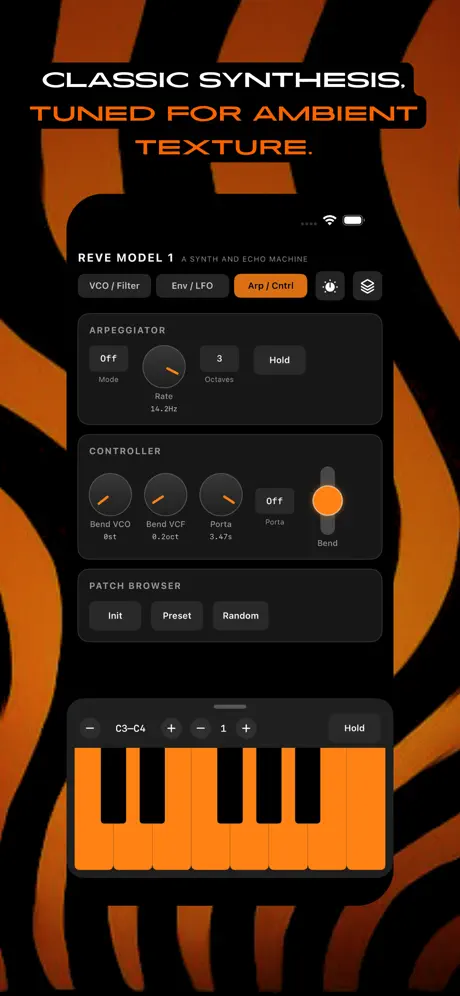 CLASSIC SYNTHESIS,
TUNED FOR AMBIENT
TEXTURE.
REVE MODEL 1 A SYNTH AND ECHO MACHINE
VCO / Filter Env / LFO Arp / Cntrl
ARPEGGIATOR
Off 3 Hold
Mode Octaves
Rate
14.2Hz
CONTROLLER
Off
Bend VCO Bend VCF Porta Porta
0st 0.2oct 3.47s
Bend
PATCH BROWSER
Init Preset Random
− C3–C4 + − 1 + Hold